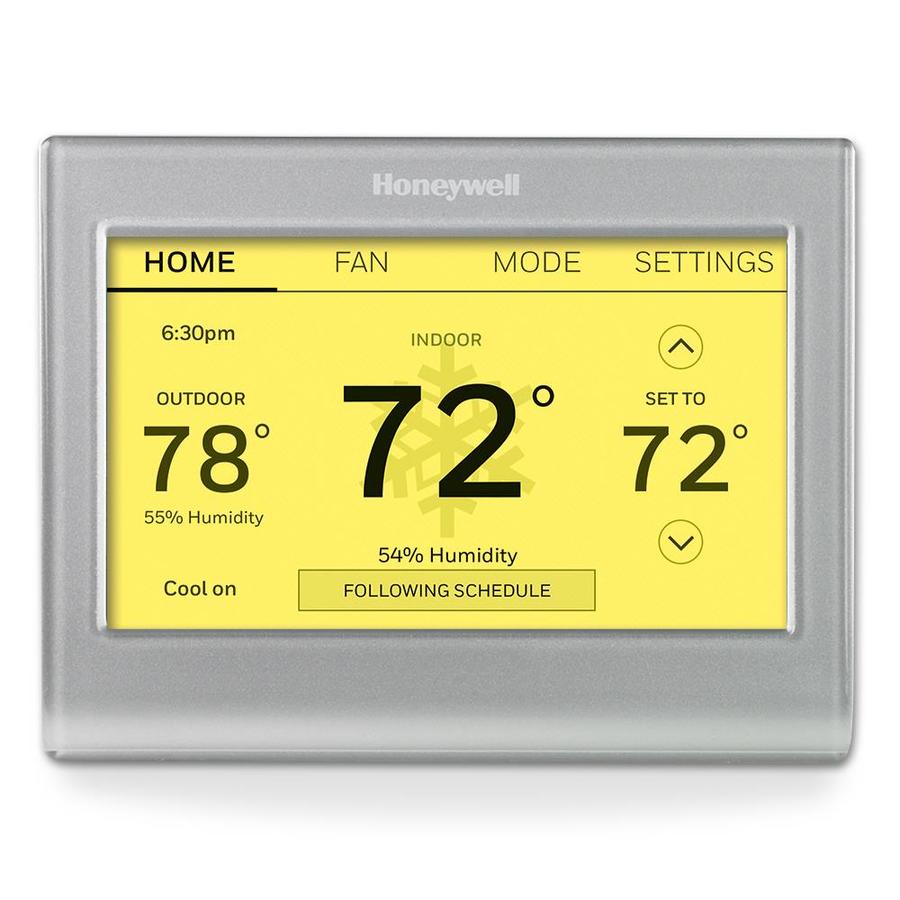 Honeywell
HOME FAN MODE SETTINGS
6:30pm
OUTDOOR
78°
55% Humidity
Cool on
INDOOR
72°
54% Humidity
FOLLOWING SCHEDULE
SET TO
72°